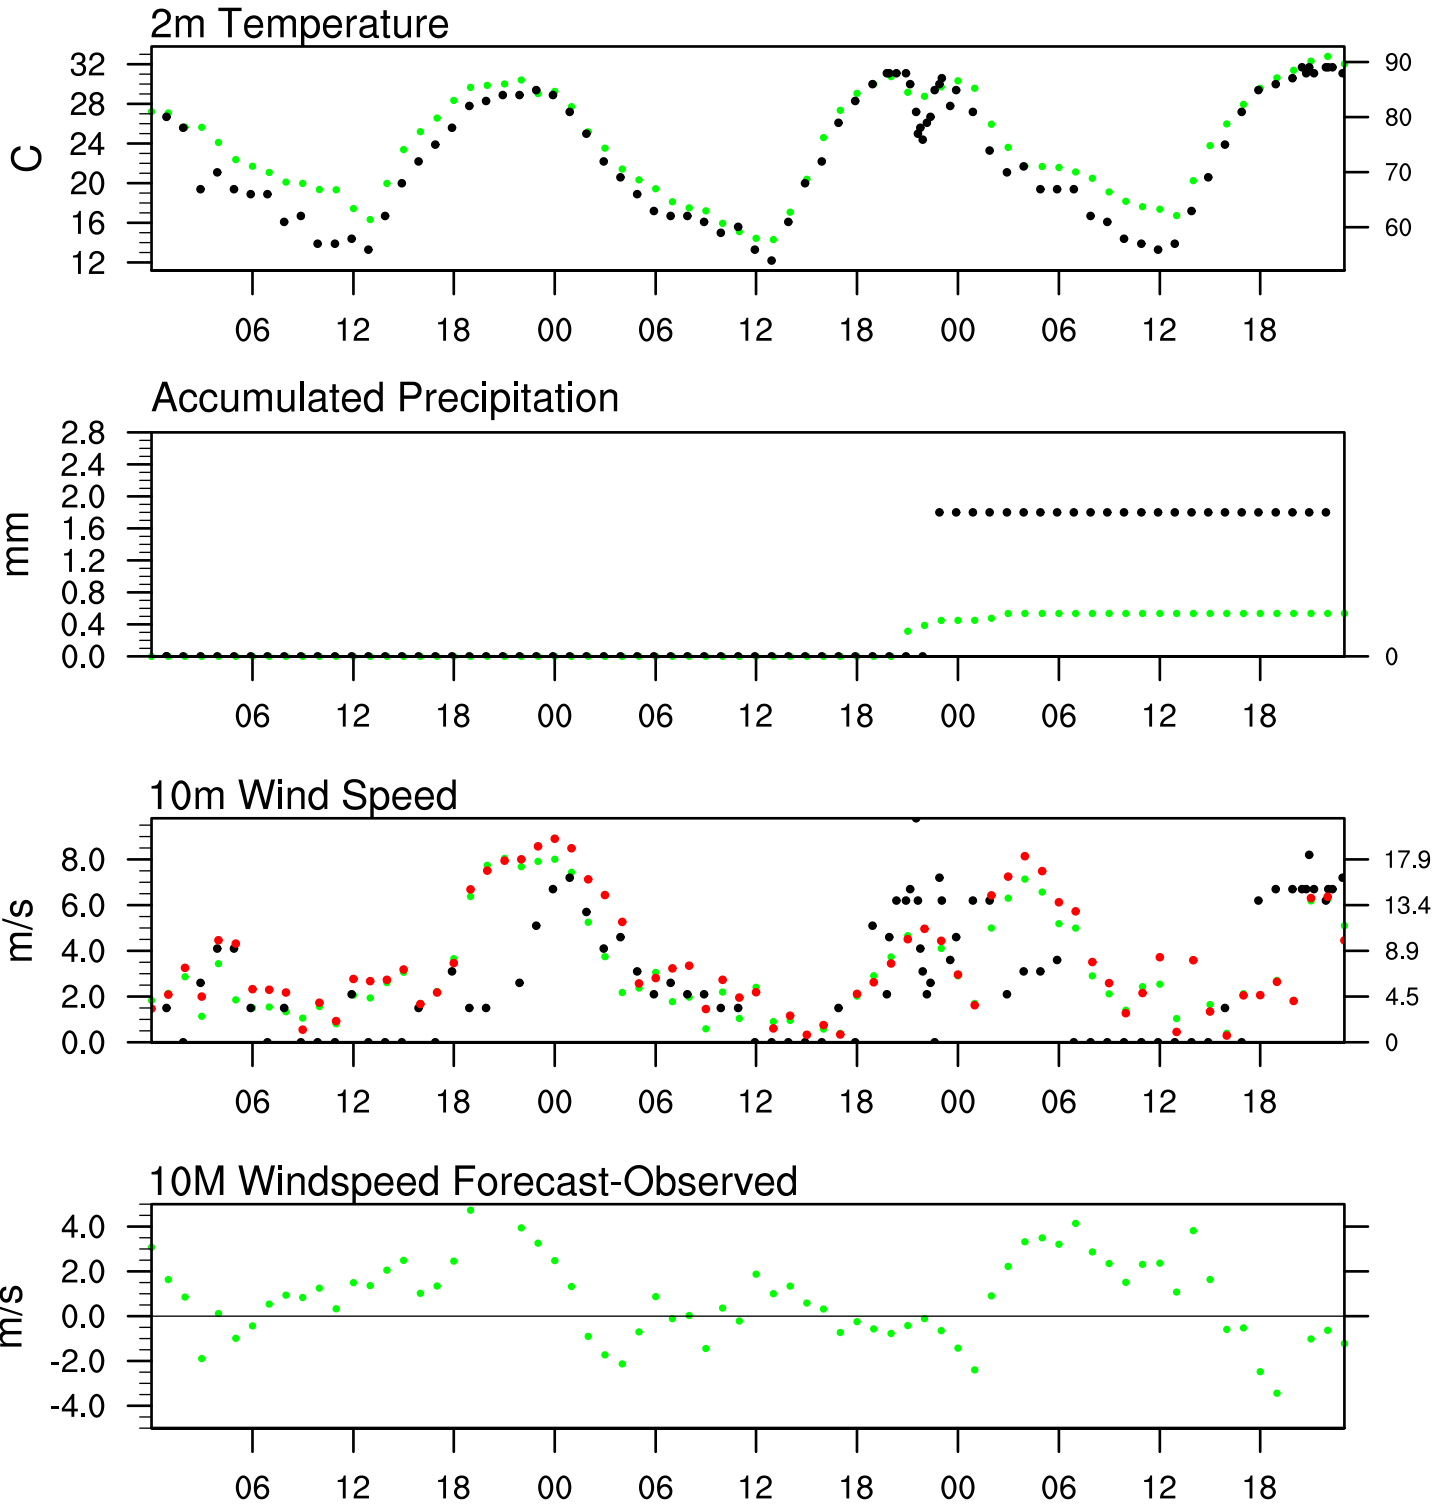 2m Temperature
32
28
24
20
16
12
C
90
80
70
60
06 12 18 00 06 12 18 00 06 12 18
Accumulated Precipitation
2.8
2.4
2.0
1.6
1.2
0.8
0.4
0.0
mm
0
06 12 18 00 06 12 18 00 06 12 18
10m Wind Speed
8.0
6.0
4.0
2.0
0.0
m/s
17.9
13.4
8.9
4.5
0
06 12 18 00 06 12 18 00 06 12 18
10M Windspeed Forecast-Observed
4.0
2.0
0.0
-2.0
-4.0
m/s
06 12 18 00 06 12 18 00 06 12 18